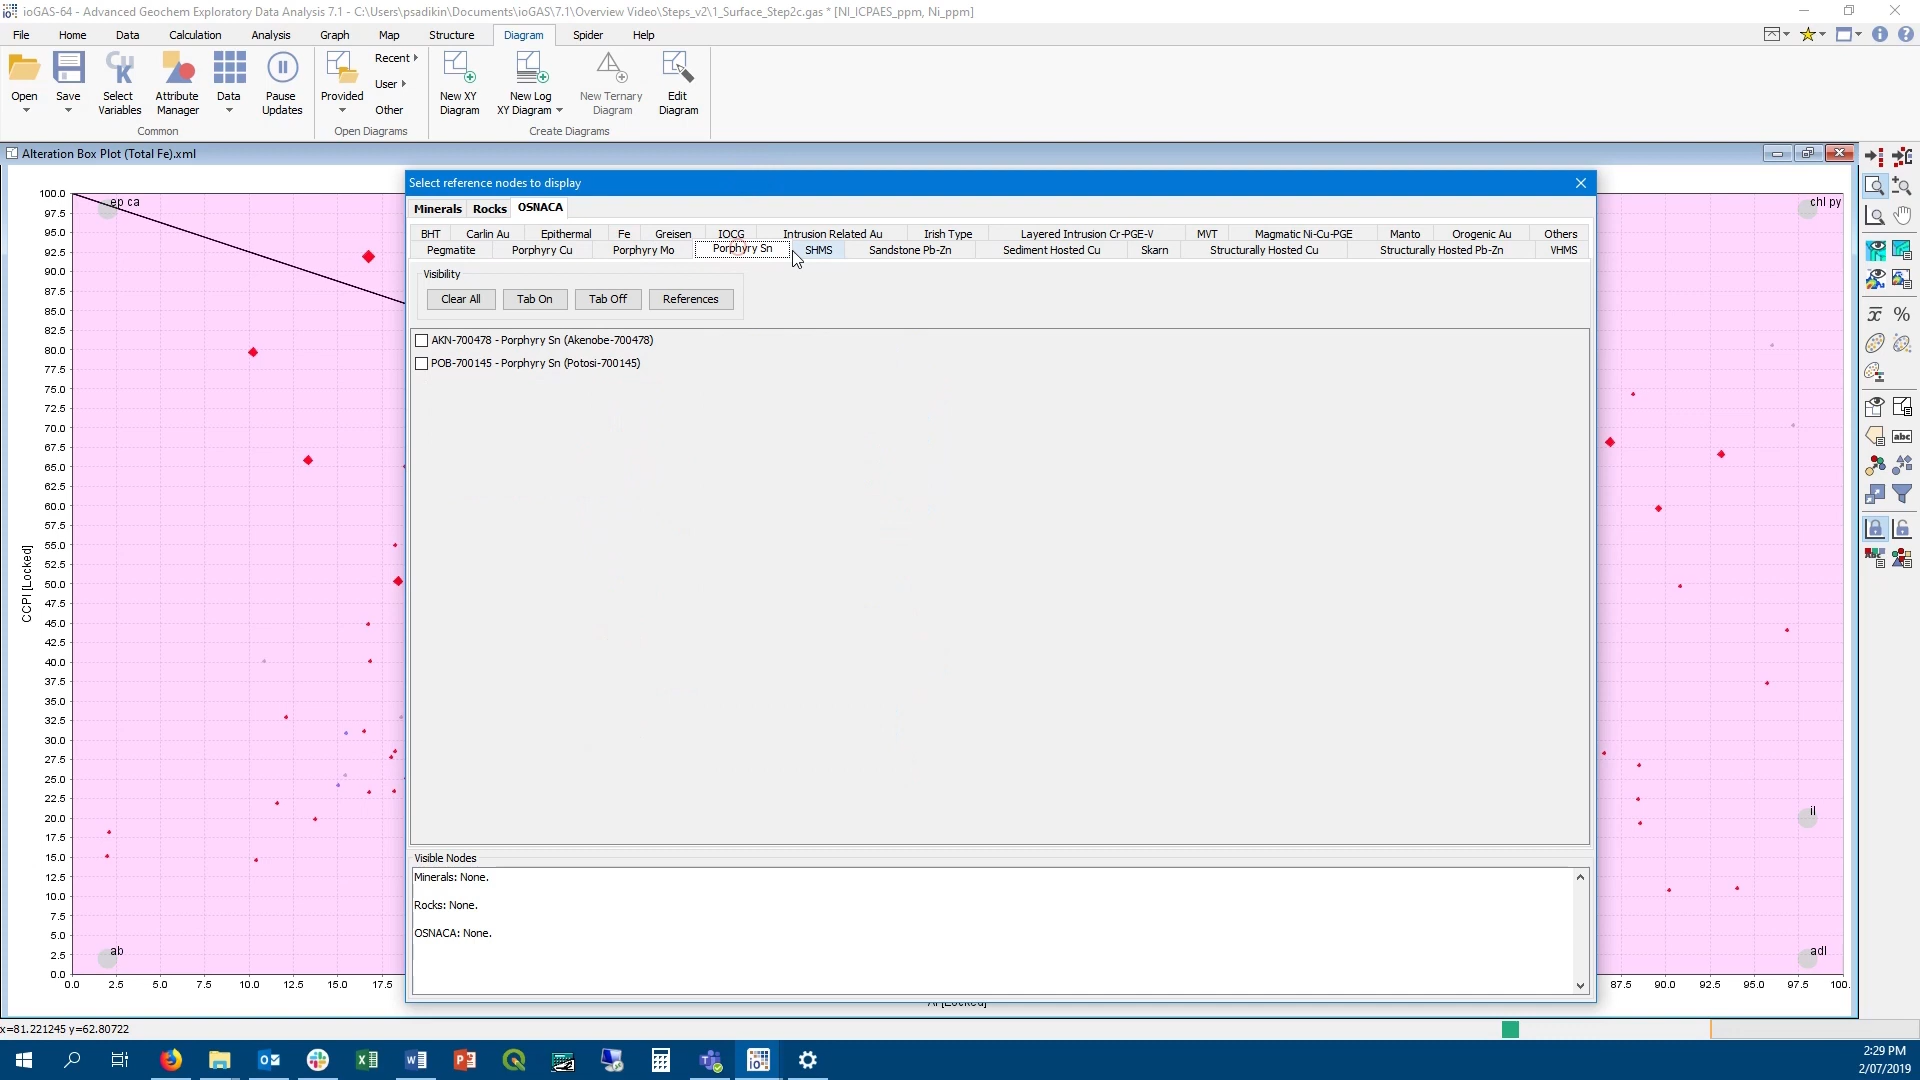 ioGAS-64 - Advanced Geochem Exploratory Data Analysis 7.1 - C:\Users\psadikin\Documents\ioGAS\7.1\Overview Video\Steps_v2\1_Surface_Step2c.gas * [NI_ICPAES_ppm, Ni_ppm]
File Home Data Calculation Analysis Graph Map Structure Diagram Spider Help
Recent
User
Other
Open Save Select Variables Attribute Manager Data Pause Updates Provided New XY Diagram New Log XY Diagram New Ternary Diagram Edit Diagram
Common Open Diagrams Create Diagrams
Alteration Box Plot (Total Fe).xml
Select reference nodes to display
Minerals Rocks OSNACA
BHT Carlin Au Epithermal Fe Greisen IOCG Intrusion Related Au Irish Type Layered Intrusion Cr-PGE-V MVT Magmatic Ni-Cu-PGE Manto Orogenic Au Others
Pegmatite Porphyry Cu Porphyry Mo Porphyry Sn SHMS Sandstone Pb-Zn Sediment Hosted Cu Skarn Structurally Hosted Cu Structurally Hosted Pb-Zn VHMS
Visibility
Clear All Tab On Tab Off References
AKN-700478 - Porphyry Sn (Akenobe-700478)
POB-700145 - Porphyry Sn (Potosi-700145)
Visible Nodes
Minerals: None.
Rocks: None.
OSNACA: None.
ep ca
chl py
il
ab
adl
CCPI [Locked]
100.0
97.5
95.0
92.5
90.0
87.5
85.0
82.5
80.0
77.5
75.0
72.5
70.0
67.5
65.0
62.5
60.0
57.5
55.0
52.5
50.0
47.5
45.0
42.5
40.0
37.5
35.0
32.5
30.0
27.5
25.0
22.5
20.0
17.5
15.0
12.5
10.0
7.5
5.0
2.5
0.0
0.0 2.5 5.0 7.5 10.0 12.5 15.0 17.5 87.5 90.0 92.5 95.0 97.5 100.
x=81.221245 y=62.80722
2:29 PM
2/07/2019